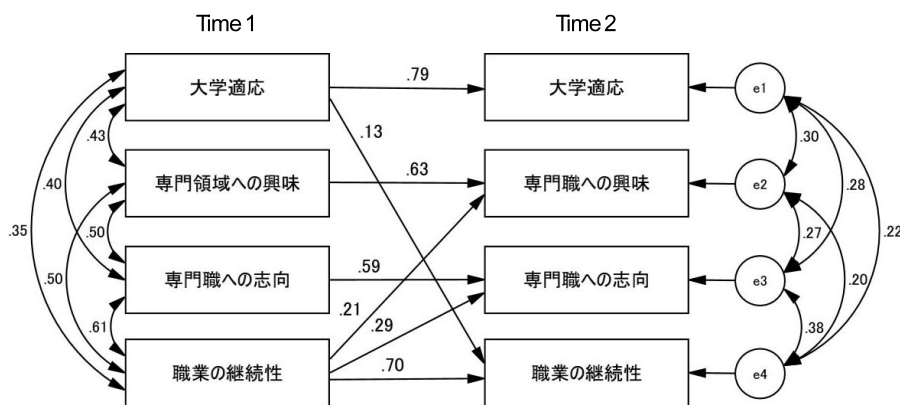 Time 1
Time 2
大学適応
.79
大学適応
e1
.43
.13
.30
専門領域への興味
.63
専門職への興味
e2
.40
.28
.35
.50
.50
.27
.22
.20
専門職への志向
.59
専門職への志向
e3
.21
.29
.61
.38
職業の継続性
.70
職業の継続性
e4